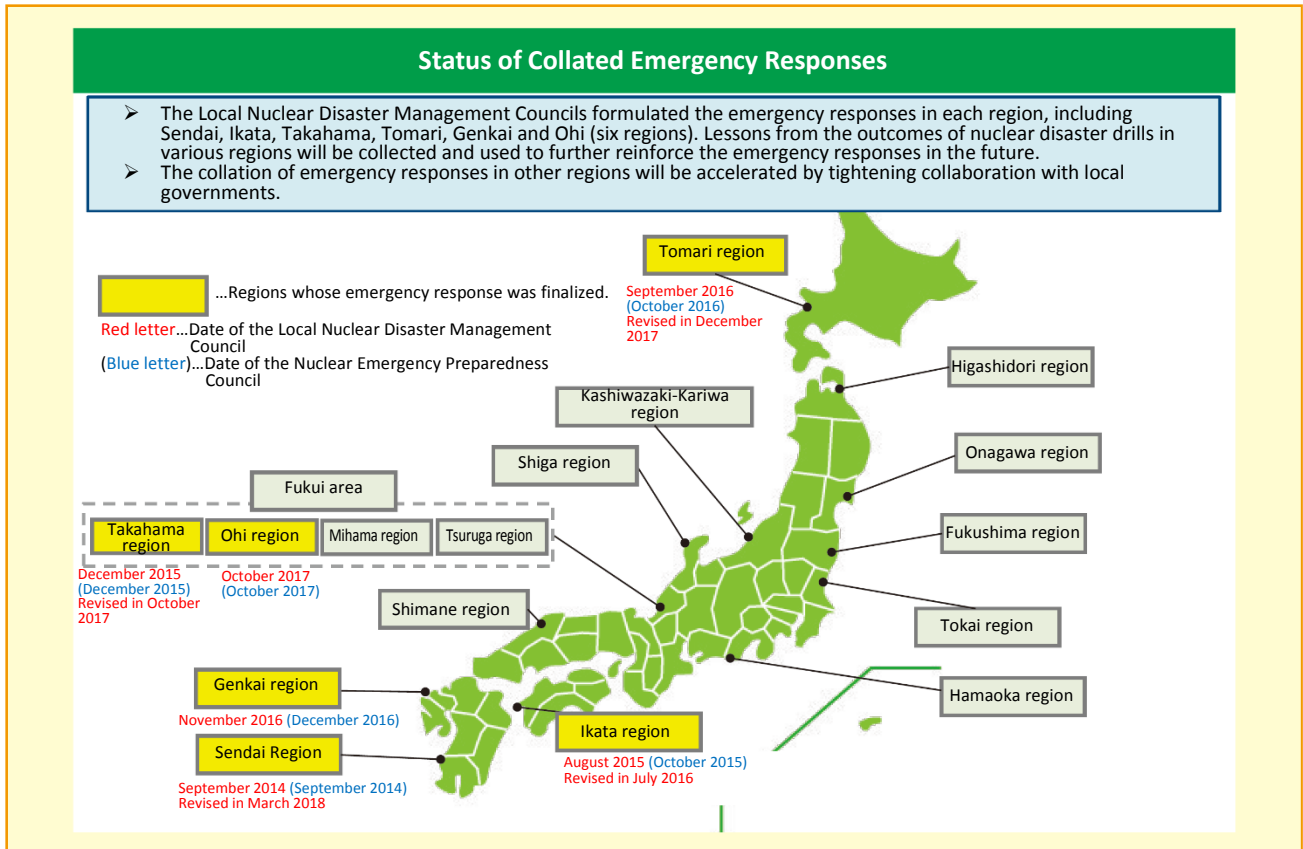 Status of Collated Emergency Responses
➢ The Local Nuclear Disaster Management Councils formulated the emergency responses in each region, including
Sendai, Ikata, Takahama, Tomari, Genkai and Ohi (six regions). Lessons from the outcomes of nuclear disaster drills in
various regions will be collected and used to further reinforce the emergency responses in the future.
➢ The collation of emergency responses in other regions will be accelerated by tightening collaboration with local
governments.
...Regions whose emergency response was finalized.
Red letter...Date of the Local Nuclear Disaster Management
Council
(Blue letter)...Date of the Nuclear Emergency Preparedness
Council
Tomari region
September 2016
(October 2016)
Revised in December
2017
Higashidori region
Kashiwazaki-Kariwa
region
Onagawa region
Shiga region
Fukui area
Takahama
region
Ohi region
Mihama region
Tsuruga region
Fukushima region
December 2015
(December 2015)
Revised in October
2017
October 2017
(October 2017)
Shimane region
Tokai region
Genkai region
November 2016 (December 2016)
Hamaoka region
Ikata region
August 2015 (October 2015)
Revised in July 2016
Sendai Region
September 2014 (September 2014)
Revised in March 2018